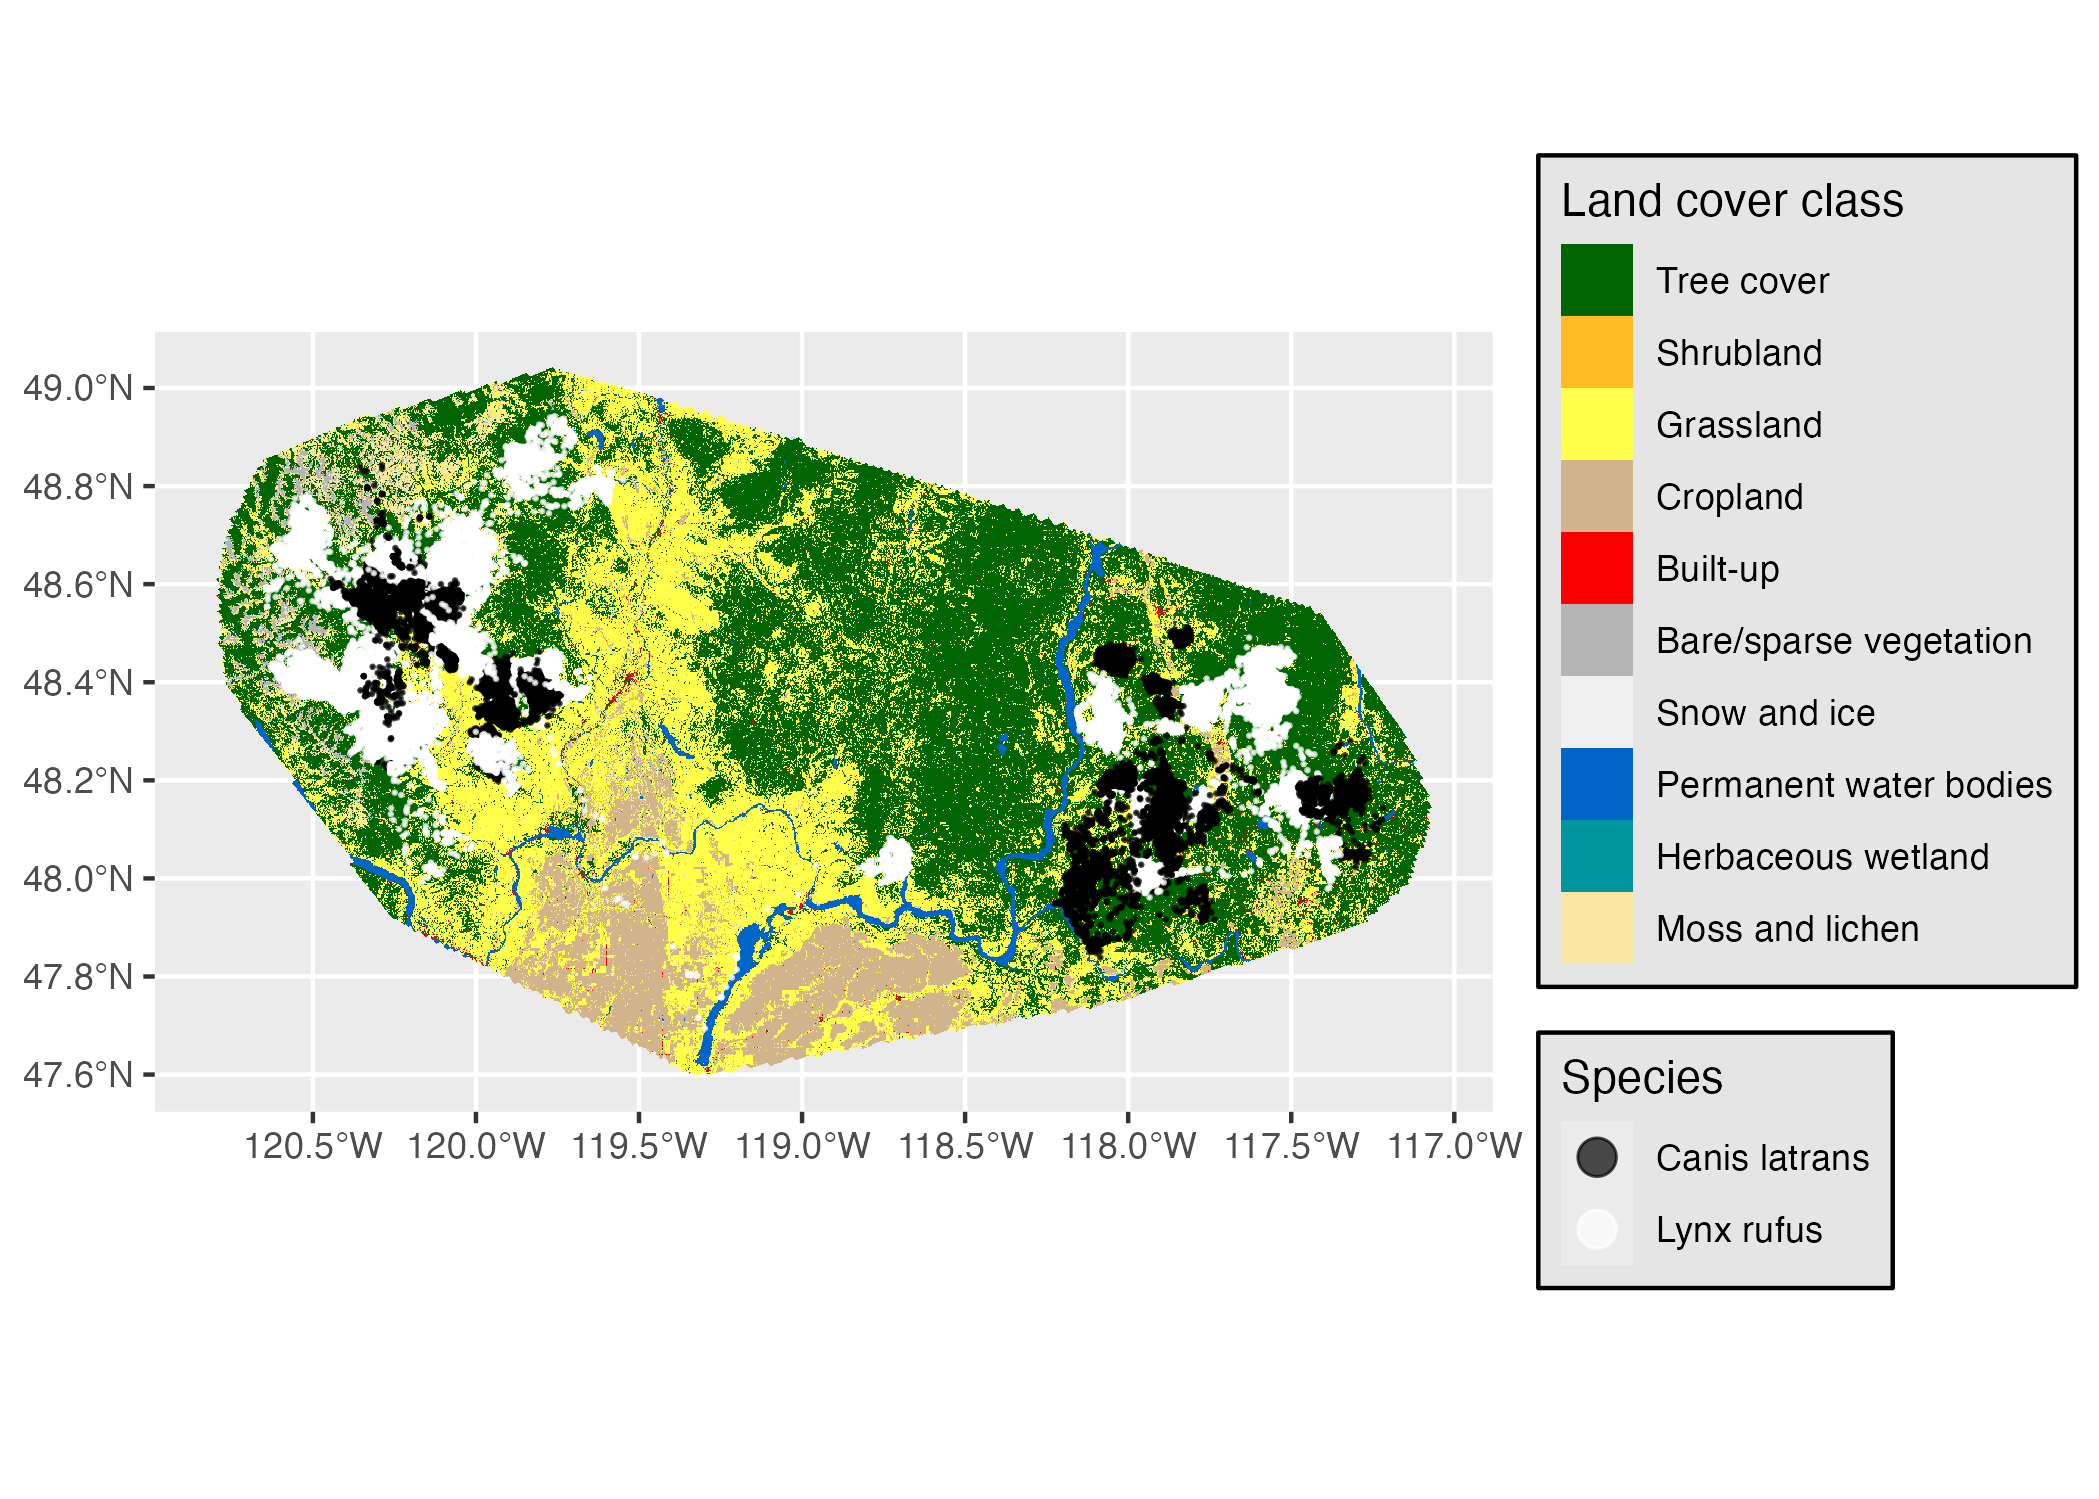 49.0°N
48.8°N
48.6°N
48.4°N
48.2°N
48.0°N
47.8°N
47.6°N
120.5°W 120.0°W 119.5°W 119.0°W 118.5°W 118.0°W 117.5°W 117.0°W
Land cover class
Tree cover
Shrubland
Grassland
Cropland
Built-up
Bare/sparse vegetation
Snow and ice
Permanent water bodies
Herbaceous wetland
Moss and lichen
Species
Canis latrans
Lynx rufus